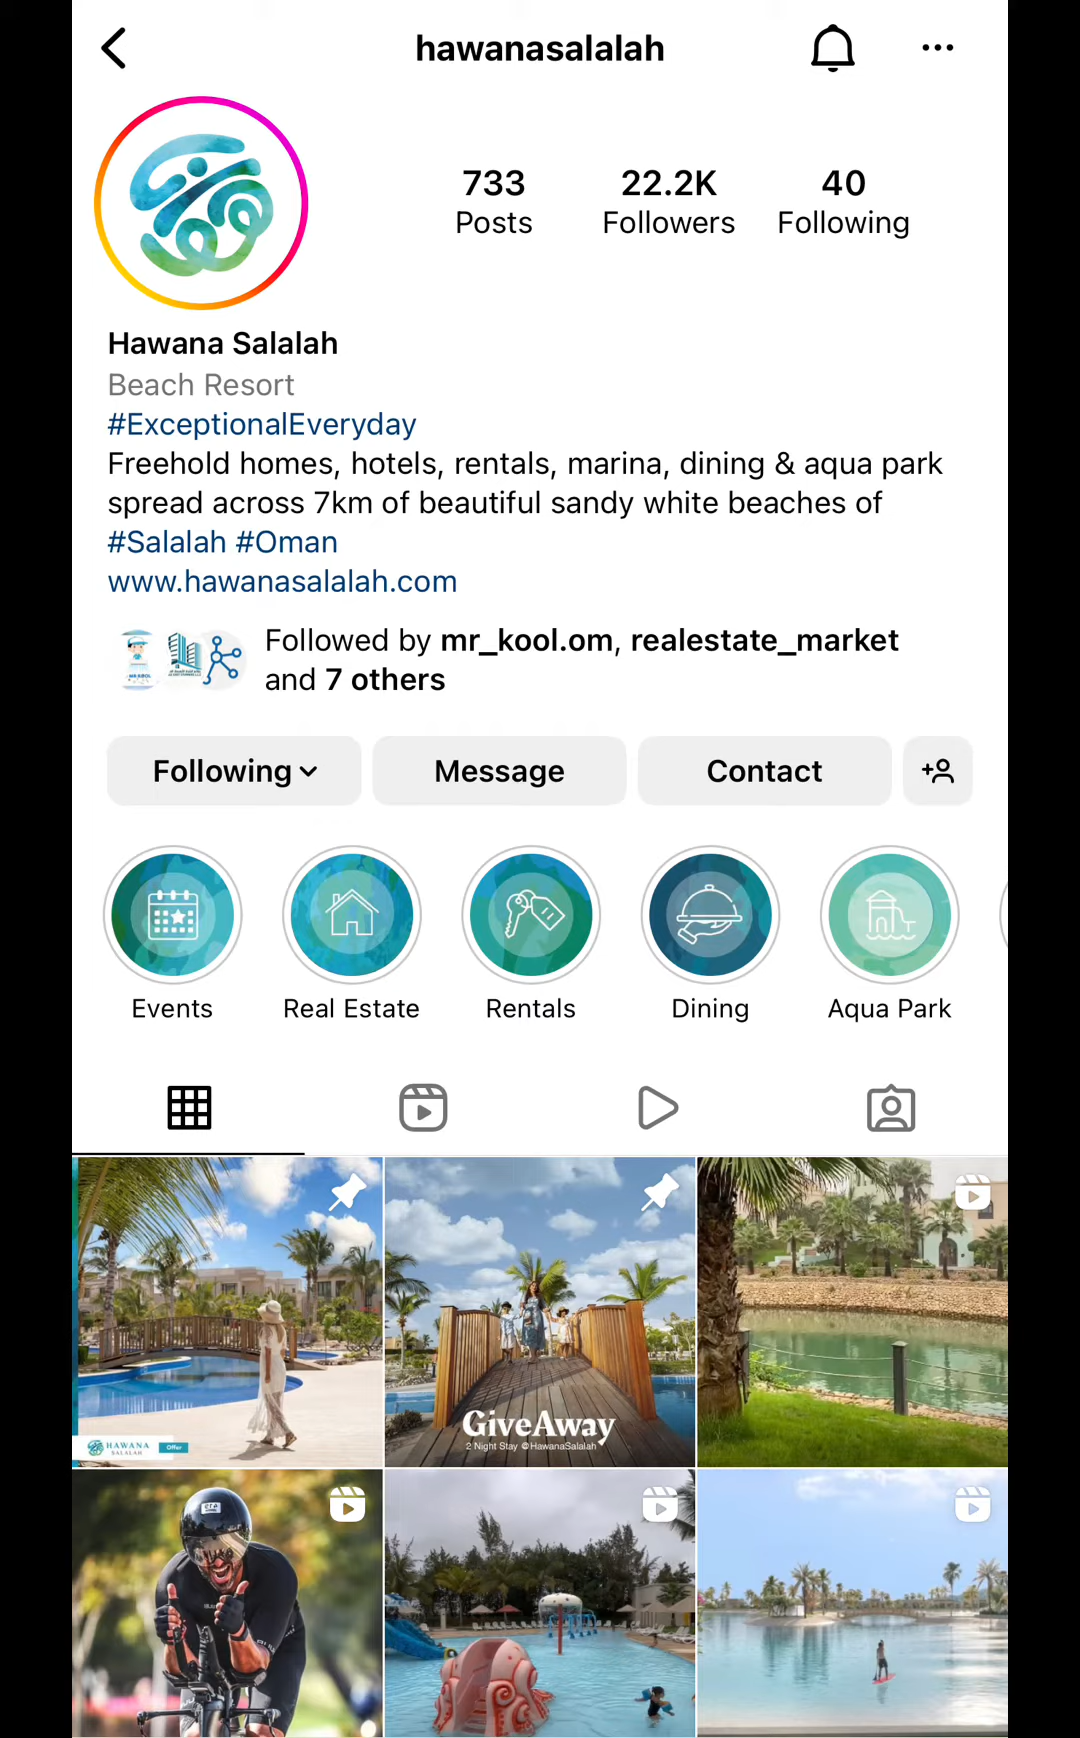 hawanasalalah
733
Posts
22.2K
Followers
40
Following
Hawana Salalah
Beach Resort
#ExceptionalEveryday
Freehold homes, hotels, rentals, marina, dining & aqua park
spread across 7km of beautiful sandy white beaches of
#Salalah #Oman
www.hawanasalalah.com
Followed by mr_kool.om, realestate_market
and 7 others
Following
Message
Contact
Events
Real Estate
Rentals
Dining
Aqua Park
HAWANA
SALALAH
Offer
GiveAway
2 Night Stay @HawanaSalalah